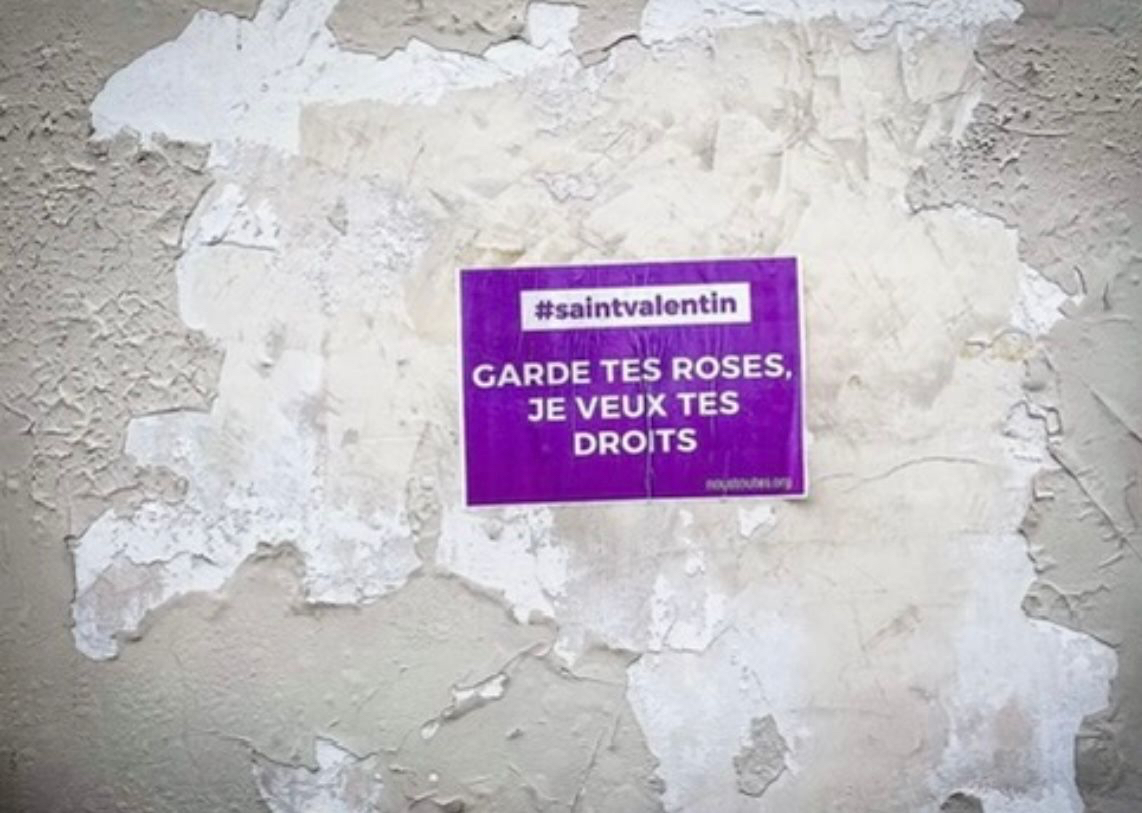 #saintvalentin
GARDE TES ROSES,
JE VEUX TES
DROITS
noustoutes.org